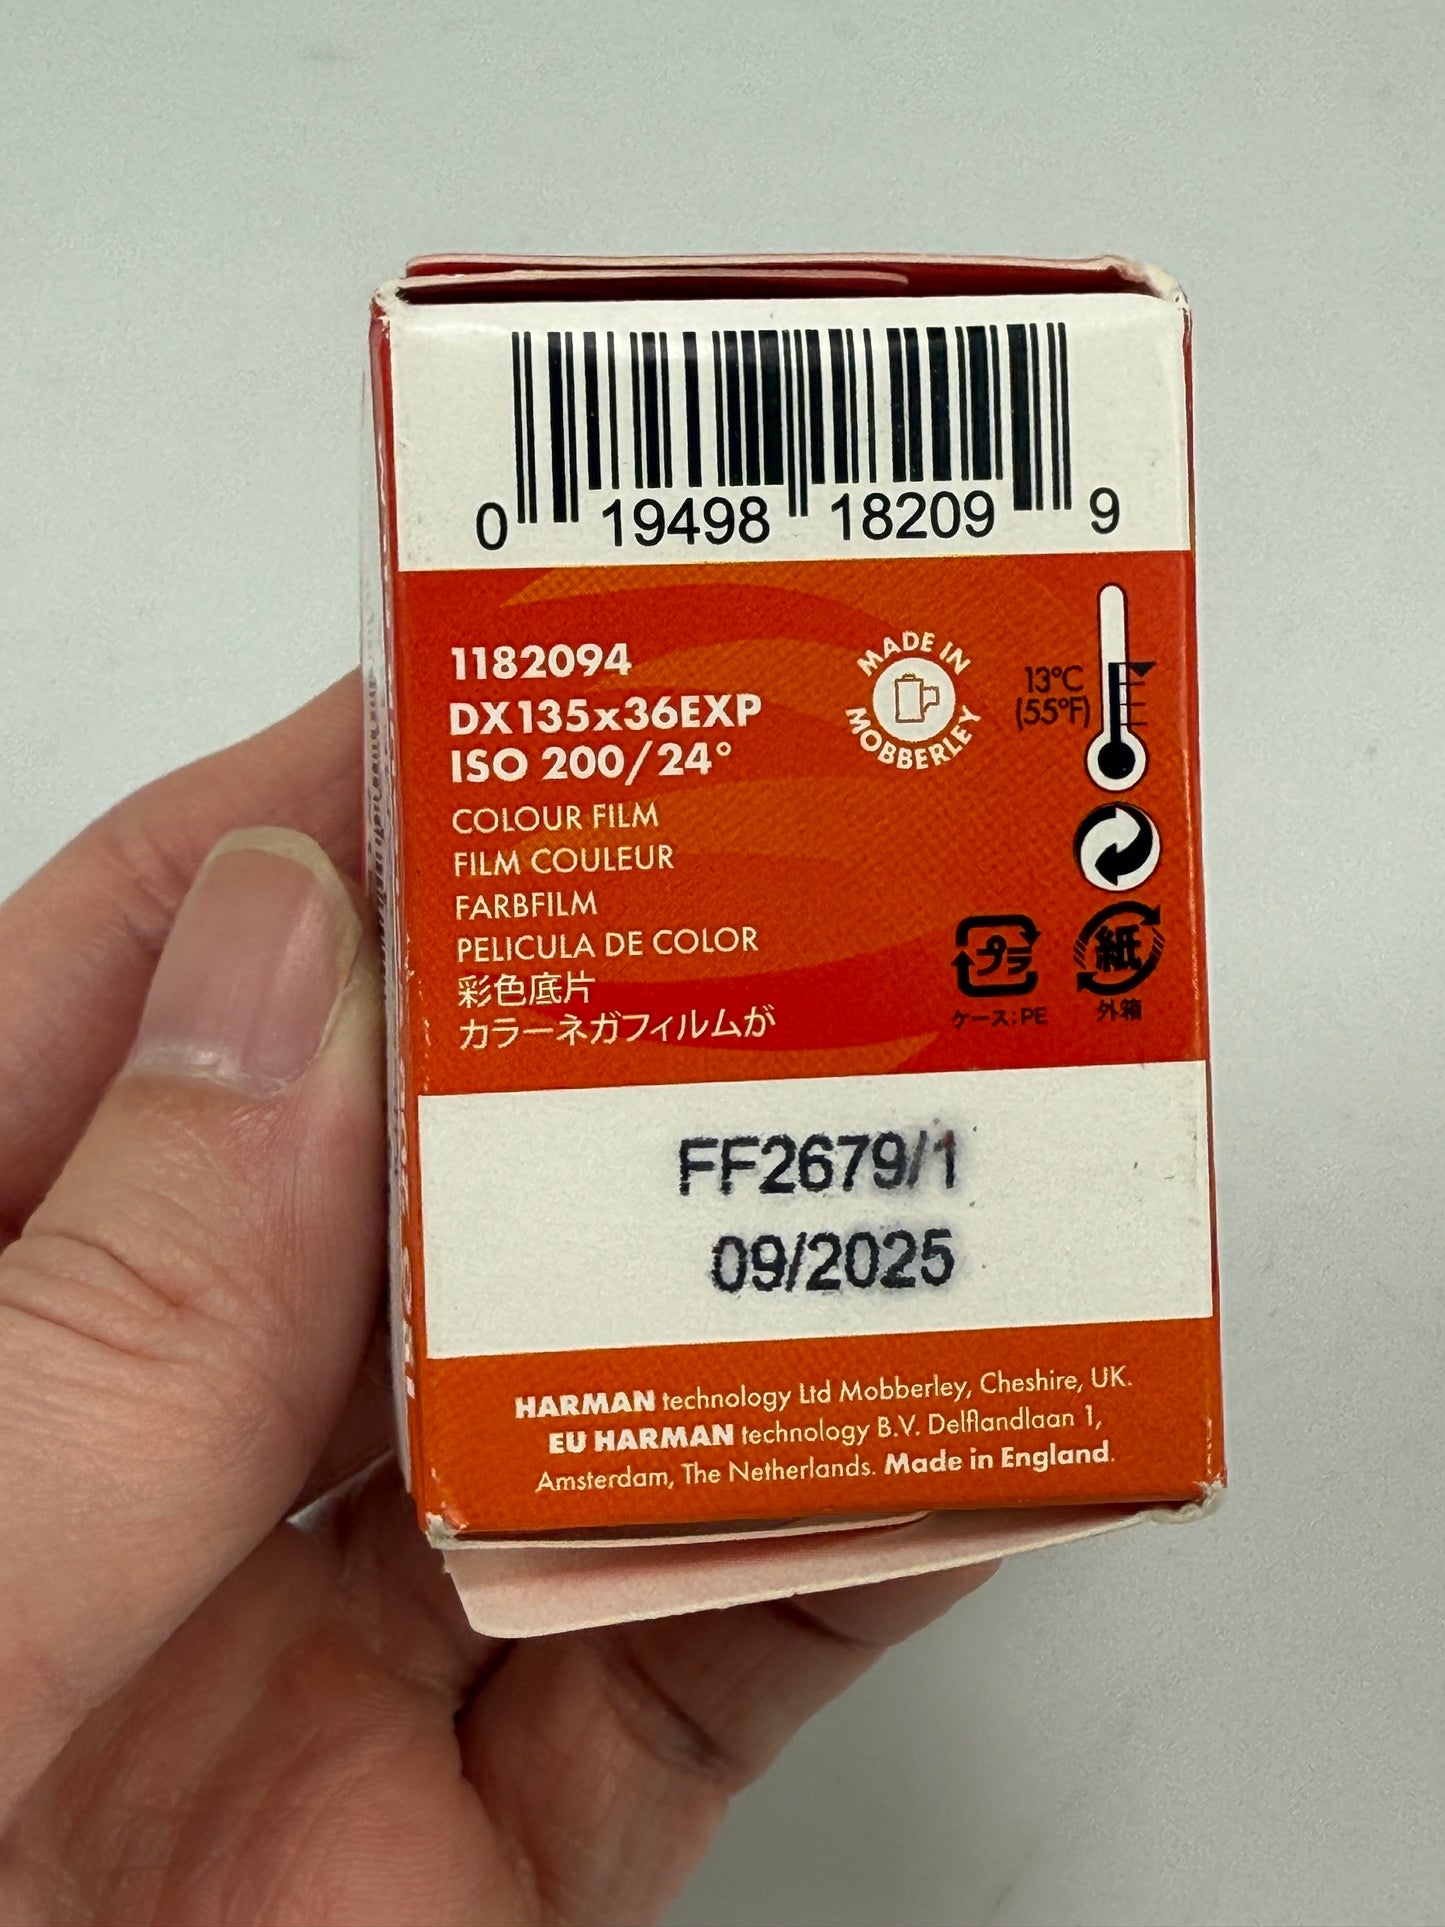 0 19498 18209 9
1182094
DX135x36EXP
ISO 200/24°
COLOUR FILM
FILM COULEUR
FARBFILM
PELICULA DE COLOR
彩色底片
カラーネガフィルムが
MADE IN
MOBBERLEY
13°C
(55°F)
プラ
ケース:PE
紙
外箱
FF2679/1
09/2025
HARMAN technology Ltd Mobberley, Cheshire, UK.
EU HARMAN technology B.V. Delflandlaan 1,
Amsterdam, The Netherlands. Made in England.